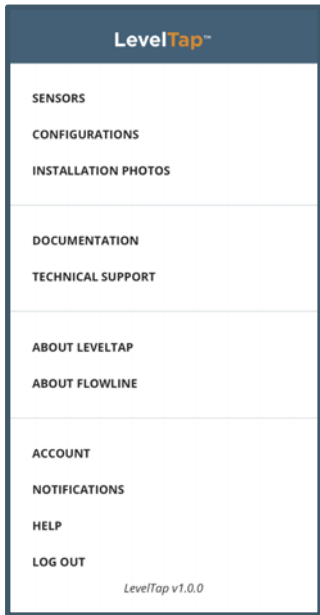 LevelTap™
SENSORS
CONFIGURATIONS
INSTALLATION PHOTOS
DOCUMENTATION
TECHNICAL SUPPORT
ABOUT LEVELTAP
ABOUT FLOWLINE
ACCOUNT
NOTIFICATIONS
HELP
LOG OUT
LevelTap v1.0.0